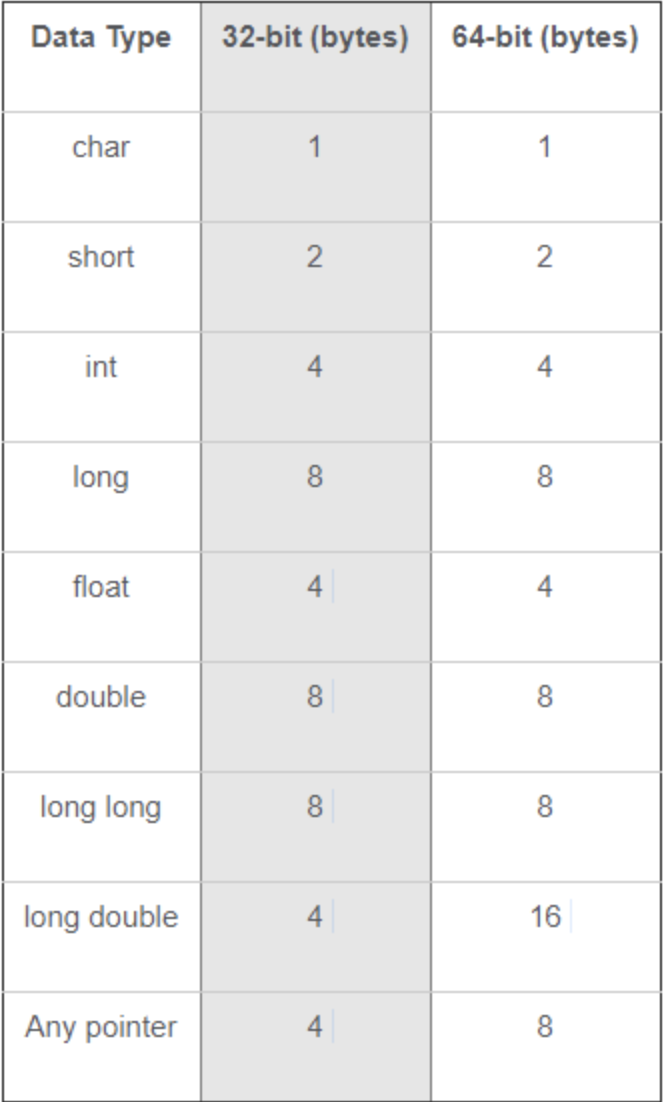 Data Type 32-bit (bytes) 64-bit (bytes)
char 1 1
short 2 2
int 4 4
long 8 8
float 4 4
double 8 8
long long 8 8
long double 4 16
Any pointer 4 8